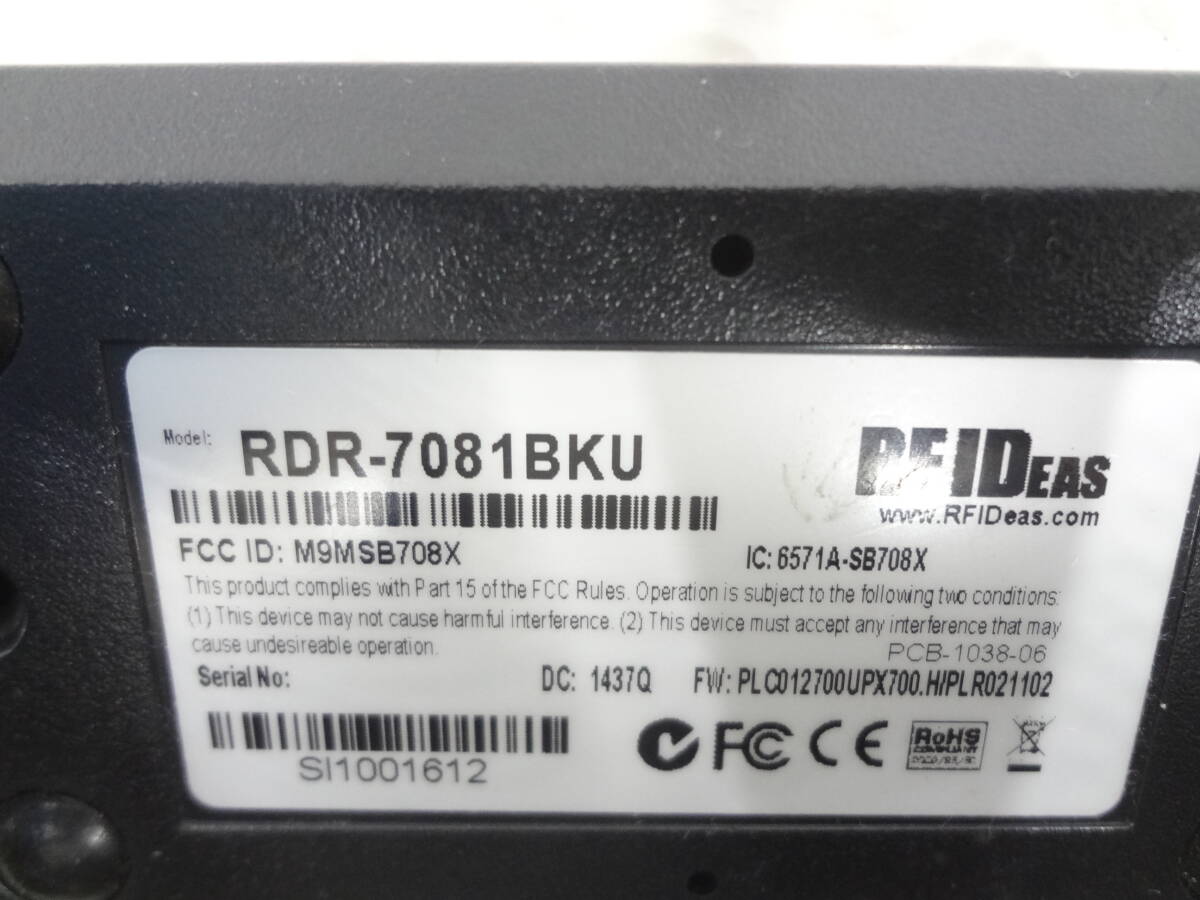 Model: RDR-7081BKU
RFIDEAS
www.RFIDeas.com
FCC ID: M9MSB708X IC: 6571A-SB708X
This product complies with Part 15 of the FCC Rules. Operation is subject to the following two conditions:
(1) This device may not cause harmful interference. (2) This device must accept any interference that may
cause undesireable operation.
PCB-1038-06
Serial No: DC: 1437Q FW: PLC012700UPX700.H/PLR021102
SI1001612
FCC CE RoHS
COMPLIANT